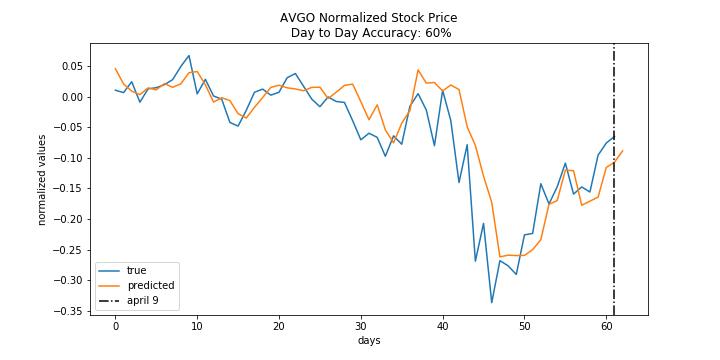 AVGO Normalized Stock Price
Day to Day Accuracy: 60%
normalized values
0.05
0.00
−0.05
−0.10
−0.15
−0.20
−0.25
−0.30
−0.35
true
predicted
april 9
0 10 20 30 40 50 60
days